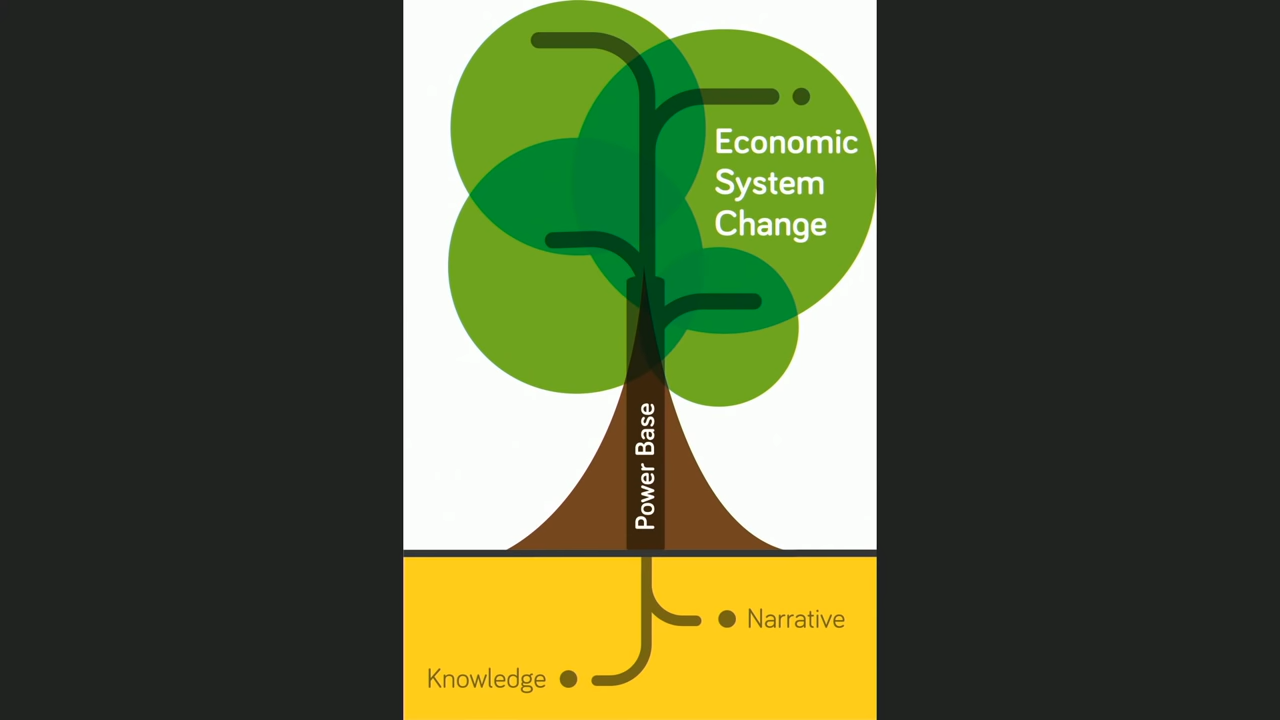 Economic
System
Change
Power Base
Narrative
Knowledge